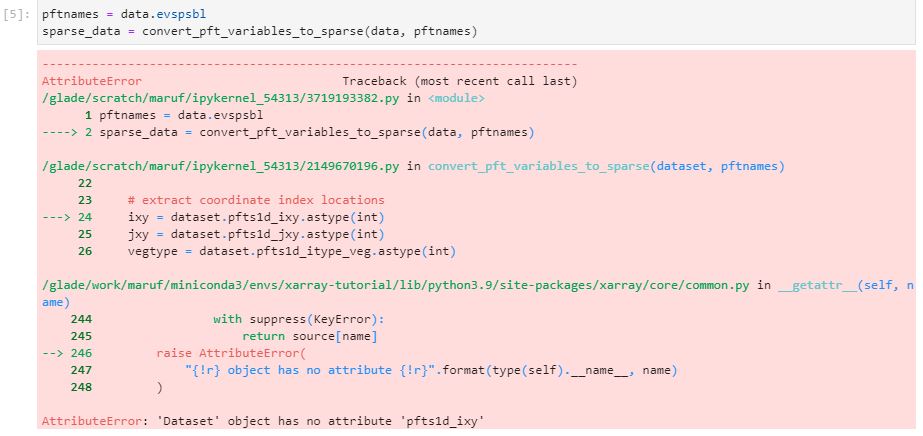 [5]: pftnames = data.evspsbl
sparse_data = convert_pft_variables_to_sparse(data, pftnames)
---------------------------------------------------------------------------
AttributeError                            Traceback (most recent call last)
/glade/scratch/maruf/ipykernel_54313/3719193382.py in <module>
      1 pftnames = data.evspsbl
----> 2 sparse_data = convert_pft_variables_to_sparse(data, pftnames)

/glade/scratch/maruf/ipykernel_54313/2149670196.py in convert_pft_variables_to_sparse(dataset, pftnames)
     22
     23     # extract coordinate index locations
---> 24     ixy = dataset.pfts1d_ixy.astype(int)
     25     jxy = dataset.pfts1d_jxy.astype(int)
     26     vegtype = dataset.pfts1d_itype_veg.astype(int)

/glade/work/maruf/miniconda3/envs/xarray-tutorial/lib/python3.9/site-packages/xarray/core/common.py in __getattr__(self, n
ame)
    244                 with suppress(KeyError):
    245                     return source[name]
--> 246         raise AttributeError(
    247             "{!r} object has no attribute {!r}".format(type(self).__name__, name)
    248         )

AttributeError: 'Dataset' object has no attribute 'pfts1d_ixy'